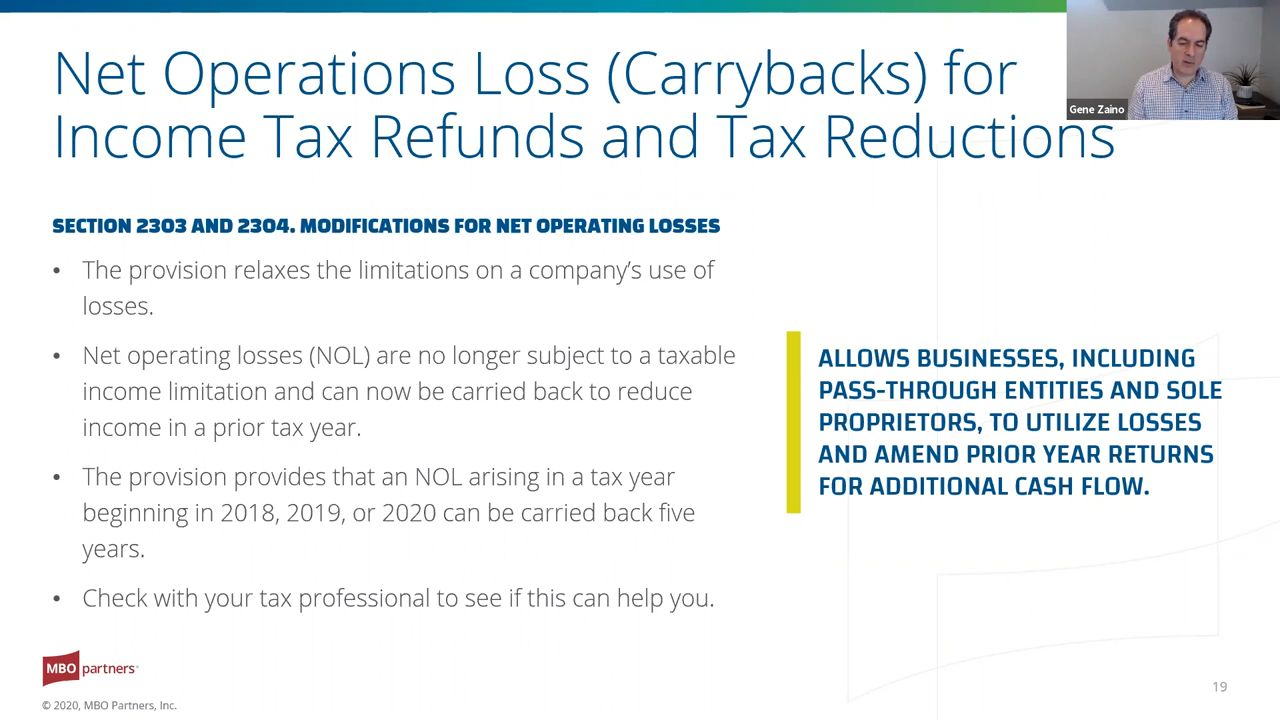 Net Operations Loss (Carrybacks) for
Income Tax Refunds and Tax Reductions
Gene Zaino
SECTION 2303 AND 2304. MODIFICATIONS FOR NET OPERATING LOSSES
• The provision relaxes the limitations on a company's use of
losses.
• Net operating losses (NOL) are no longer subject to a taxable
income limitation and can now be carried back to reduce
income in a prior tax year.
• The provision provides that an NOL arising in a tax year
beginning in 2018, 2019, or 2020 can be carried back five
years.
• Check with your tax professional to see if this can help you.
ALLOWS BUSINESSES, INCLUDING
PASS-THROUGH ENTITIES AND SOLE
PROPRIETORS, TO UTILIZE LOSSES
AND AMEND PRIOR YEAR RETURNS
FOR ADDITIONAL CASH FLOW.
MBO partners
© 2020, MBO Partners, Inc.
19